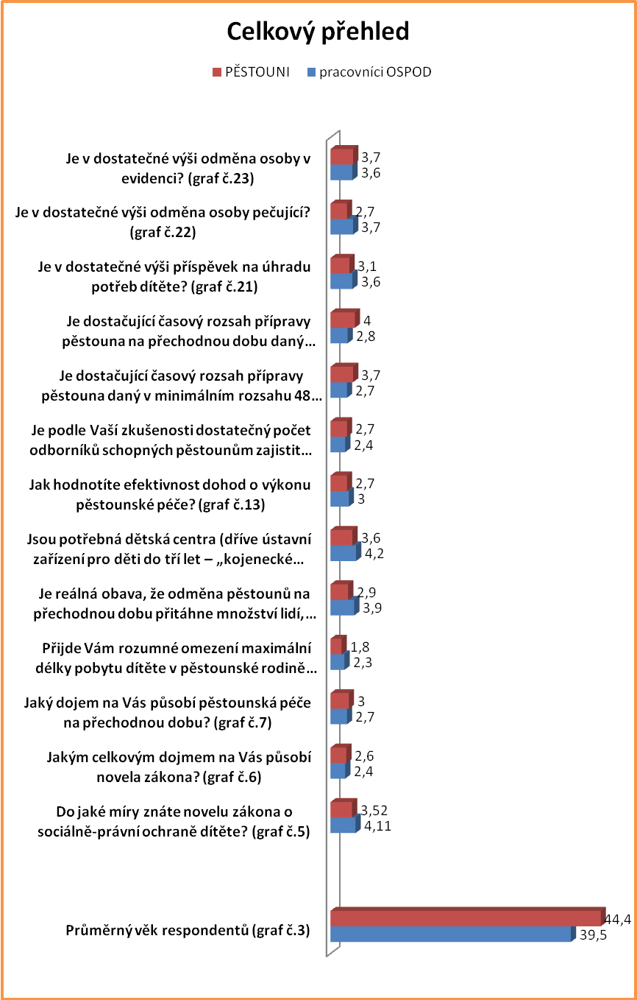 Celkový přehled
PĚSTOUNI pracovníci OSPOD
Je v dostatečné výši odměna osoby v
evidenci? (graf č.23)
3,7
3,6
Je v dostatečné výši odměna osoby pečující?
(graf č.22)
2,7
3,7
Je v dostatečné výši příspěvek na úhradu
potřeb dítěte? (graf č.21)
3,1
3,6
Je dostačující časový rozsah přípravy
pěstouna na přechodnou dobu daný...
4
2,8
Je dostačující časový rozsah přípravy
pěstouna daný v minimálním rozsahu 48...
3,7
2,7
Je podle Vaší zkušenosti dostatečný počet
odborníků schopných pěstounům zajistit...
2,7
2,4
Jak hodnotíte efektivnost dohod o výkonu
pěstounské péče? (graf č.13)
2,7
3
Jsou potřebná dětská centra (dříve ústavní
zařízení pro děti do tří let – „kojenecké...
3,6
4,2
Je reálná obava, že odměna pěstounů na
přechodnou dobu přitáhne množství lidí,...
2,9
3,9
Přijde Vám rozumné omezení maximální
délky pobytu dítěte v pěstounské rodině...
1,8
2,3
Jaký dojem na Vás působí pěstounská péče
na přechodnou dobu? (graf č.7)
3
2,7
Jakým celkovým dojmem na Vás působí
novela zákona? (graf č.6)
2,6
2,4
Do jaké míry znáte novelu zákona o
sociálně-právní ochraně dítěte? (graf č.5)
3,52
4,11
Průměrný věk respondentů (graf č.3)
44,4
39,5